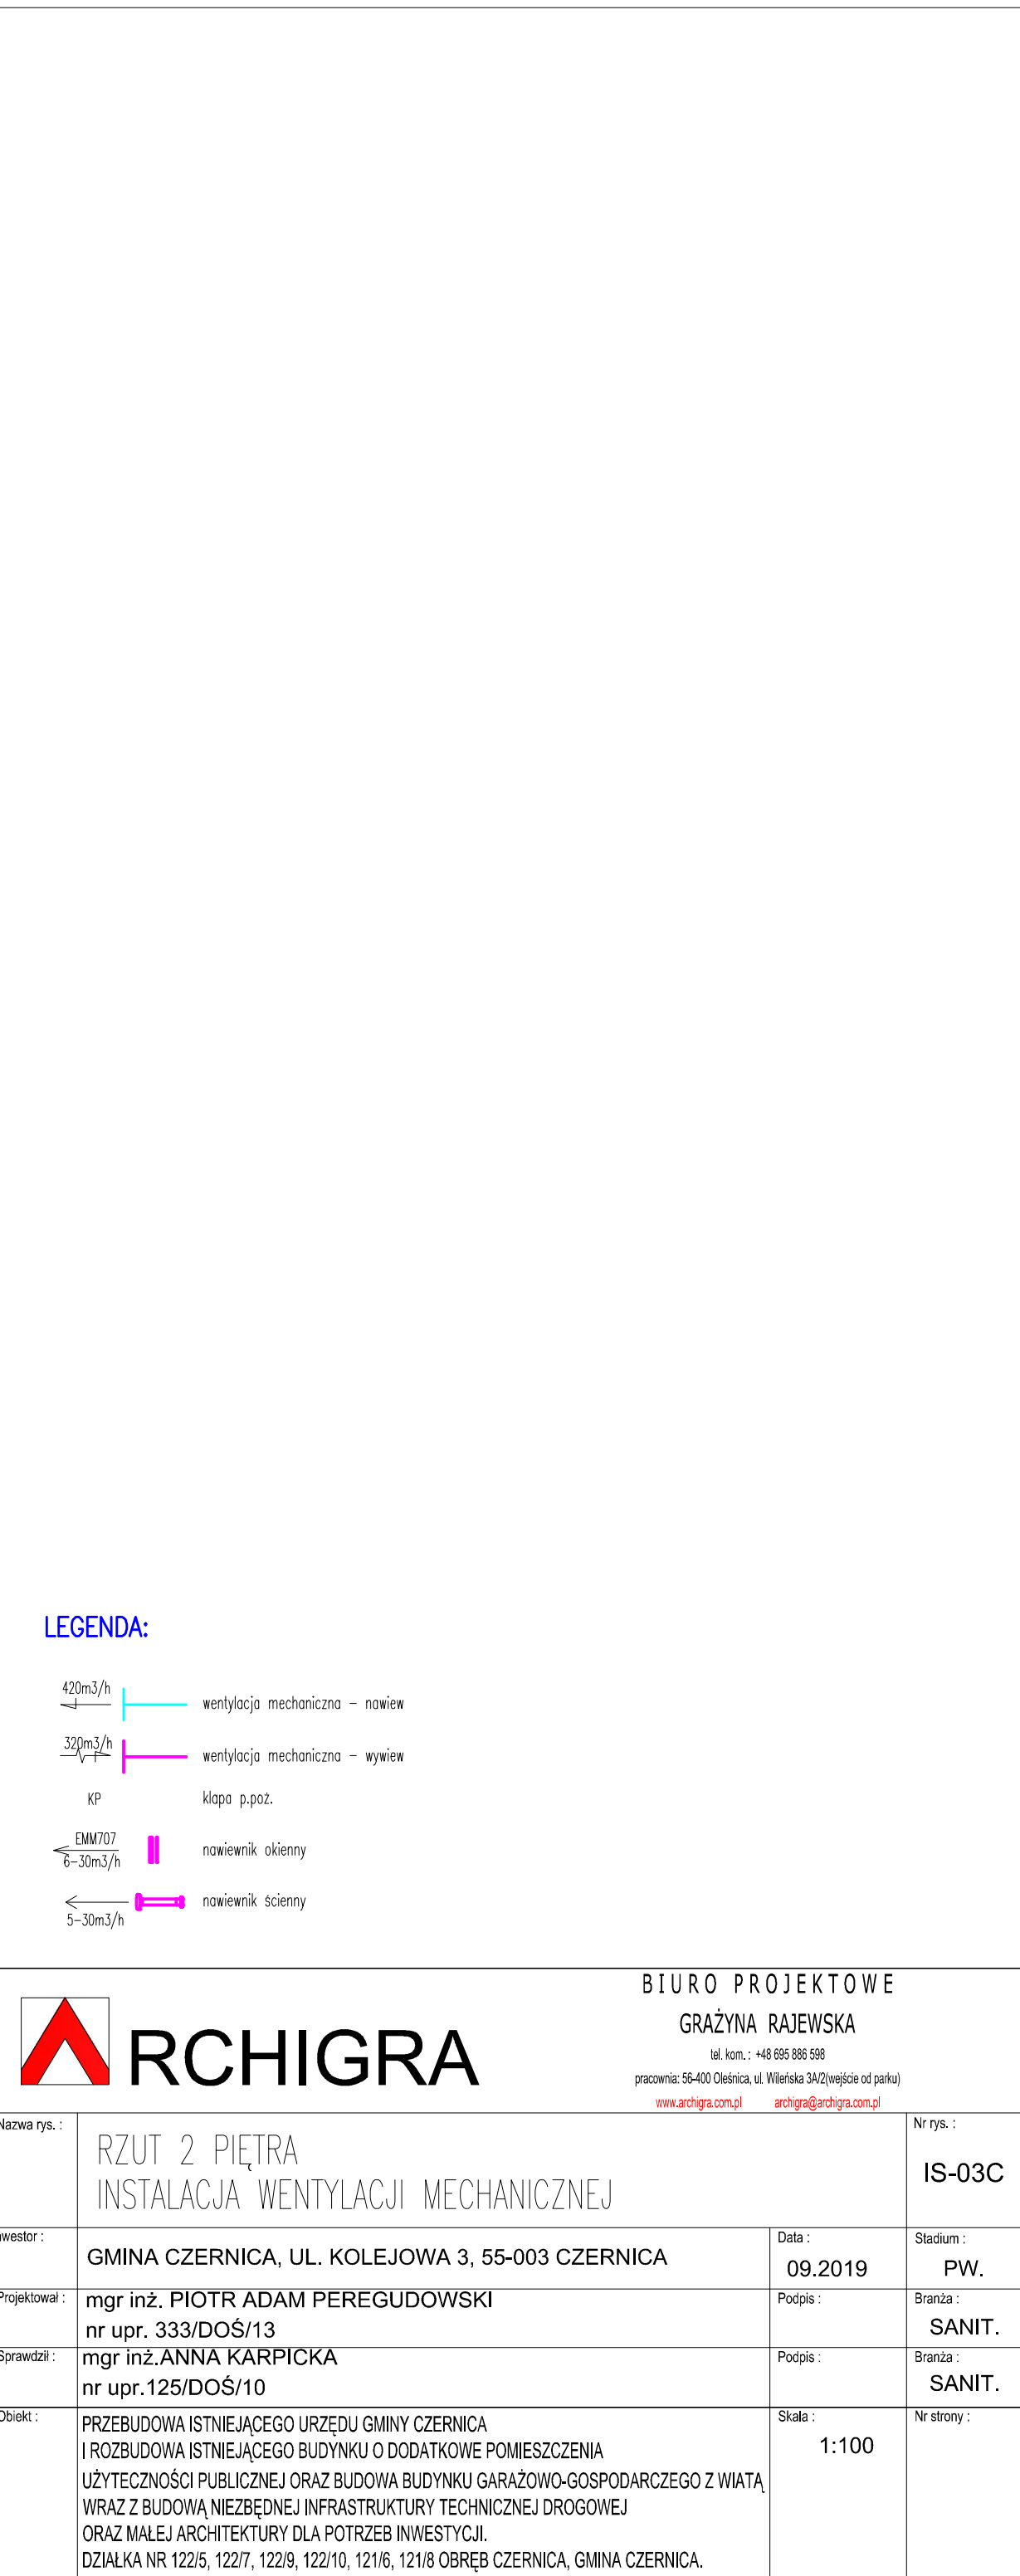 LEGENDA:
420m3/h
wentylacja mechaniczna – nawiew
320m3/h
wentylacja mechaniczna – wywiew
KP
klapa p.poż.
EMM707
6–30m3/h
nawiewnik okienny
5–30m3/h
nawiewnik ścienny
RCHIGRA
BIURO PROJEKTOWE
GRAŻYNA RAJEWSKA
tel. kom. : +48 695 886 598
pracownia: 56-400 Oleśnica, ul. Wileńska 3A/2(wejście od parku)
www.archigra.com.pl archigra@archigra.com.pl
Nazwa rys. :
RZUT 2 PIĘTRA
INSTALACJA WENTYLACJI MECHANICZNEJ
Nr rys. :
IS-03C
nwestor :
GMINA CZERNICA, UL. KOLEJOWA 3, 55-003 CZERNICA
Data :
09.2019
Stadium :
PW.
Projektował :
mgr inż. PIOTR ADAM PEREGUDOWSKI
nr upr. 333/DOŚ/13
Podpis :
Branża :
SANIT.
Sprawdził :
mgr inż.ANNA KARPICKA
nr upr.125/DOŚ/10
Podpis :
Branża :
SANIT.
Obiekt :
PRZEBUDOWA ISTNIEJĄCEGO URZĘDU GMINY CZERNICA
I ROZBUDOWA ISTNIEJĄCEGO BUDYNKU O DODATKOWE POMIESZCZENIA
UŻYTECZNOŚCI PUBLICZNEJ ORAZ BUDOWA BUDYNKU GARAŻOWO-GOSPODARCZEGO Z WIATĄ
WRAZ Z BUDOWĄ NIEZBĘDNEJ INFRASTRUKTURY TECHNICZNEJ DROGOWEJ
ORAZ MAŁEJ ARCHITEKTURY DLA POTRZEB INWESTYCJI.
DZIAŁKA NR 122/5, 122/7, 122/9, 122/10, 121/6, 121/8 OBRĘB CZERNICA, GMINA CZERNICA.
Skala :
1:100
Nr strony :